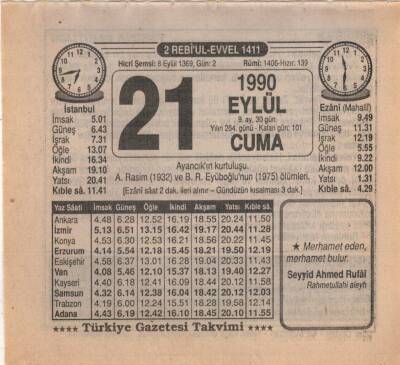 2 REBİ'UL-EVVEL 1411
Hicrî Şemsî: 8 Eylül 1369, Gün: 2
Rûmî: 1406-Hızır: 139
21
1990
EYLÜL
9. ay, 30 gün.
Yılın 264. günü - Kalan gün: 101
CUMA
İstanbul
İmsak 5.01
Güneş 6.43
İşrak 7.31
Öğle 13.07
İkindi 16.34
Akşam 19.10
Yatsı 20.41
Kıble sâ. 11.41
Ezânî (Mahallî)
İmsak 9.49
Güneş 11.31
İşrak 12.19
Öğle 5.55
İkindi 9.22
Akşam 12.00
Yatsı 1.31
Kıble sâ. 4.29
Ayancık'ın kurtuluşu.
A. Rasim (1932) ve B. R. Eyüboğlu'nun (1975) ölümleri.
[Ezânî sâat 2 dak. ileri alınır – Gündüzün kısalması 3 dak.]
Yaz Sâati İmsak Güneş Öğle İkindi Akşam Yatsı Kıble sâ.
Ankara 4.48 6.28 12.52 16.19 18.55 20.24 11.50
İzmir 5.13 6.51 13.15 16.42 19.17 20.44 11.28
Konya 4.53 6.30 12.53 16.21 18.56 20.22 11.45
Erzurum 4.14 5.54 12.18 15.45 18.21 19.50 12.19
Eskişehir 4.58 6.37 13.01 16.28 19.04 20.33 11.43
Van 4.08 5.46 12.10 15.37 18.13 19.40 12.27
Kayseri 4.40 6.18 12.41 16.09 18.44 20.12 11.58
Samsun 4.32 6.14 12.38 16.04 18.42 20.12 12.03
Trabzon 4.19 6.00 12.24 15.51 18.28 19.58 12.14
Adana 4.43 6.19 12.42 16.10 18.45 20.10 11.55
★ Merhamet eden,
merhamet bulur.
Seyyid Ahmed Rufâî
Rahmetullahi aleyh
★★★★ Türkiye Gazetesi Takvimi ★★★★